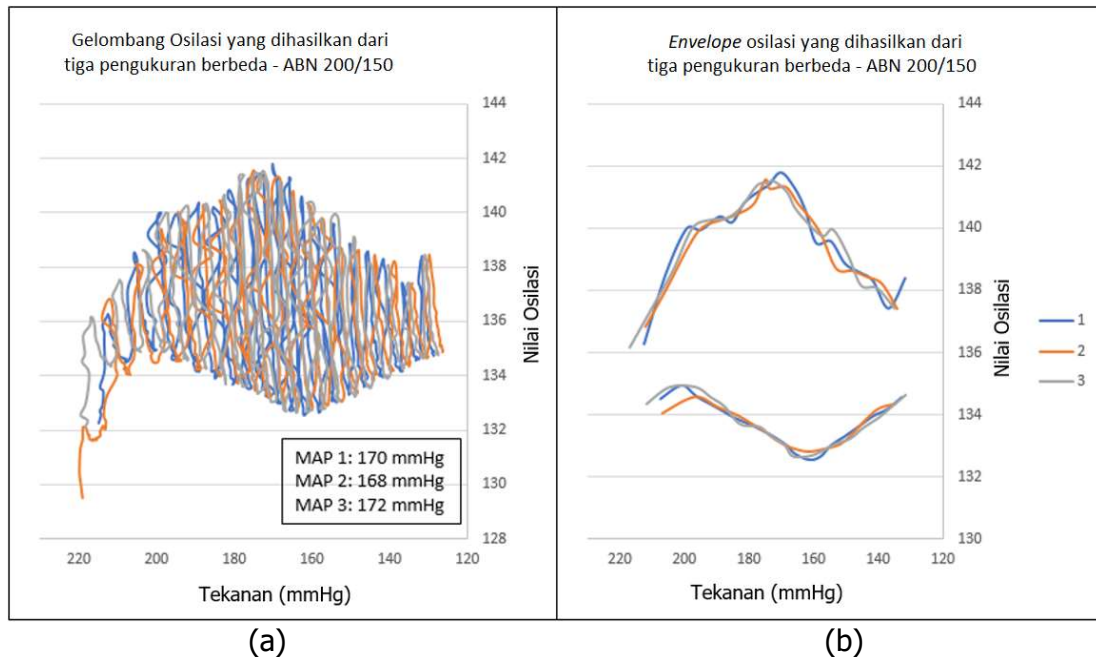 Gelombang Osilasi yang dihasilkan dari
tiga pengukuran berbeda - ABN 200/150
144
142
140
138
136
134
132
130
128
Nilai Osilasi
MAP 1: 170 mmHg
MAP 2: 168 mmHg
MAP 3: 172 mmHg
220
200
180
160
140
120
Tekanan (mmHg)
(a)
Envelope osilasi yang dihasilkan dari
tiga pengukuran berbeda - ABN 200/150
144
142
140
138
136
134
132
130
Nilai Osilasi
1
2
3
220
200
180
160
140
120
Tekanan (mmHg)
(b)